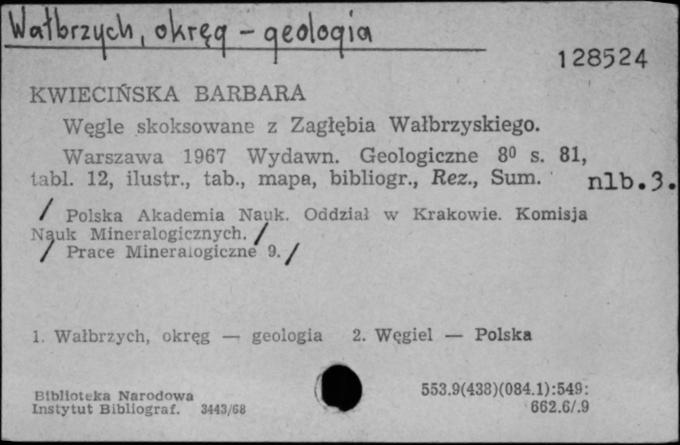 Wałbrzych, okręg - geologia
128524
KWIECIŃSKA BARBARA
Węgle skoksowane z Zagłębia Wałbrzyskiego.
Warszawa 1967 Wydawn. Geologiczne 8⁰ s. 81,
tabl. 12, ilustr., tab., mapa, bibliogr., Rez., Sum. nlb.3.
/ Polska Akademia Nauk. Oddział w Krakowie. Komisja
Nauk Mineralogicznych. /
/ Prace Mineralogiczne 9. /
1. Wałbrzych, okręg — geologia 2. Węgiel — Polska
Biblioteka Narodowa
Instytut Bibliograf. 3443/68
553.9(438)(084.1):549:
662.6/.9